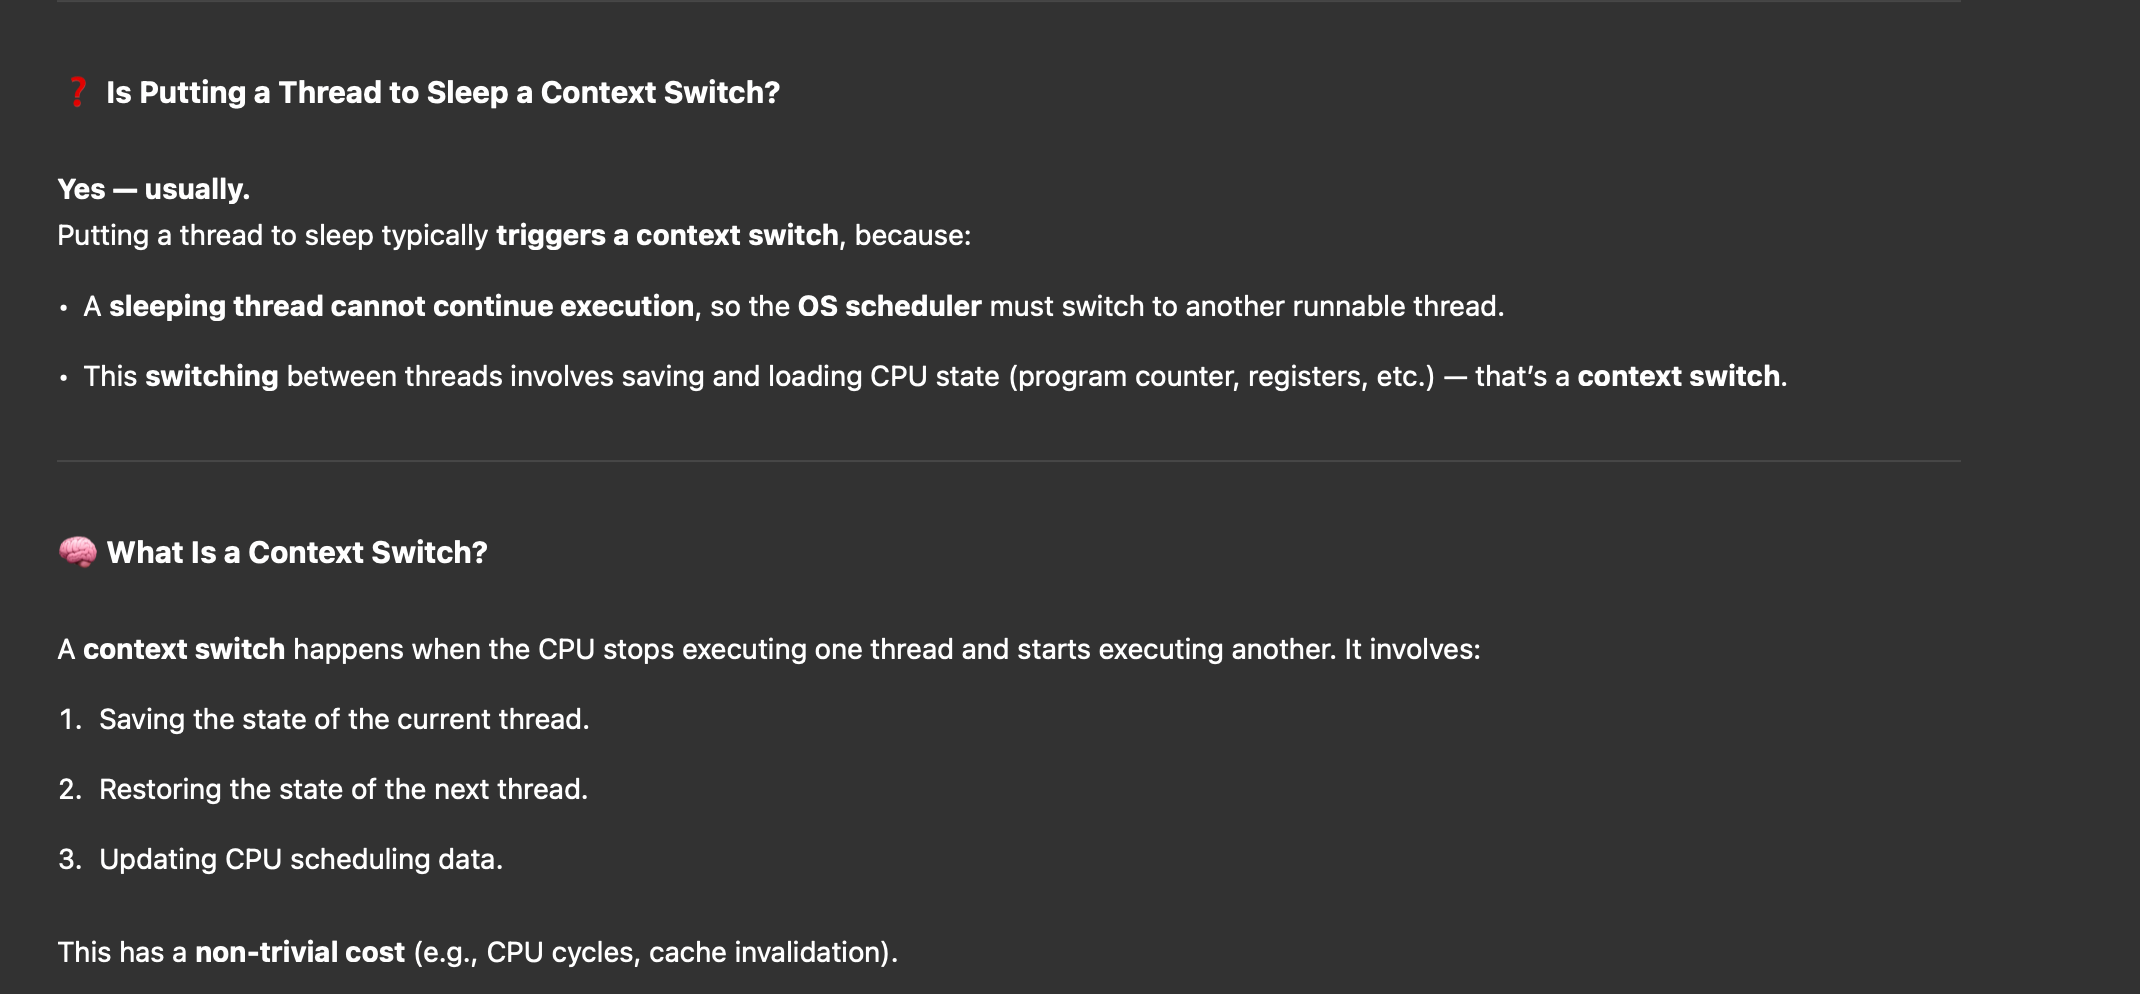 ❓ Is Putting a Thread to Sleep a Context Switch?
Yes — usually.
Putting a thread to sleep typically triggers a context switch, because:
• A sleeping thread cannot continue execution, so the OS scheduler must switch to another runnable thread.
• This switching between threads involves saving and loading CPU state (program counter, registers, etc.) — that’s a context switch.
🧠 What Is a Context Switch?
A context switch happens when the CPU stops executing one thread and starts executing another. It involves:
1. Saving the state of the current thread.
2. Restoring the state of the next thread.
3. Updating CPU scheduling data.
This has a non-trivial cost (e.g., CPU cycles, cache invalidation).